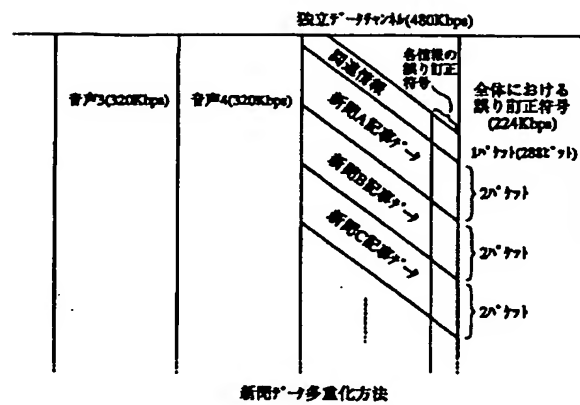 独立データチャンネル(480Kbps)
各情報の
誤り訂正
符号
関連情報
音声3(320Kbps)
音声4(320Kbps)
全体における
誤り訂正符号
(224Kbps)
1パケット(288ビット)
新聞A記事データ
2パケット
新聞B記事データ
2パケット
新聞C記事データ
2パケット
新聞データ多重化方法